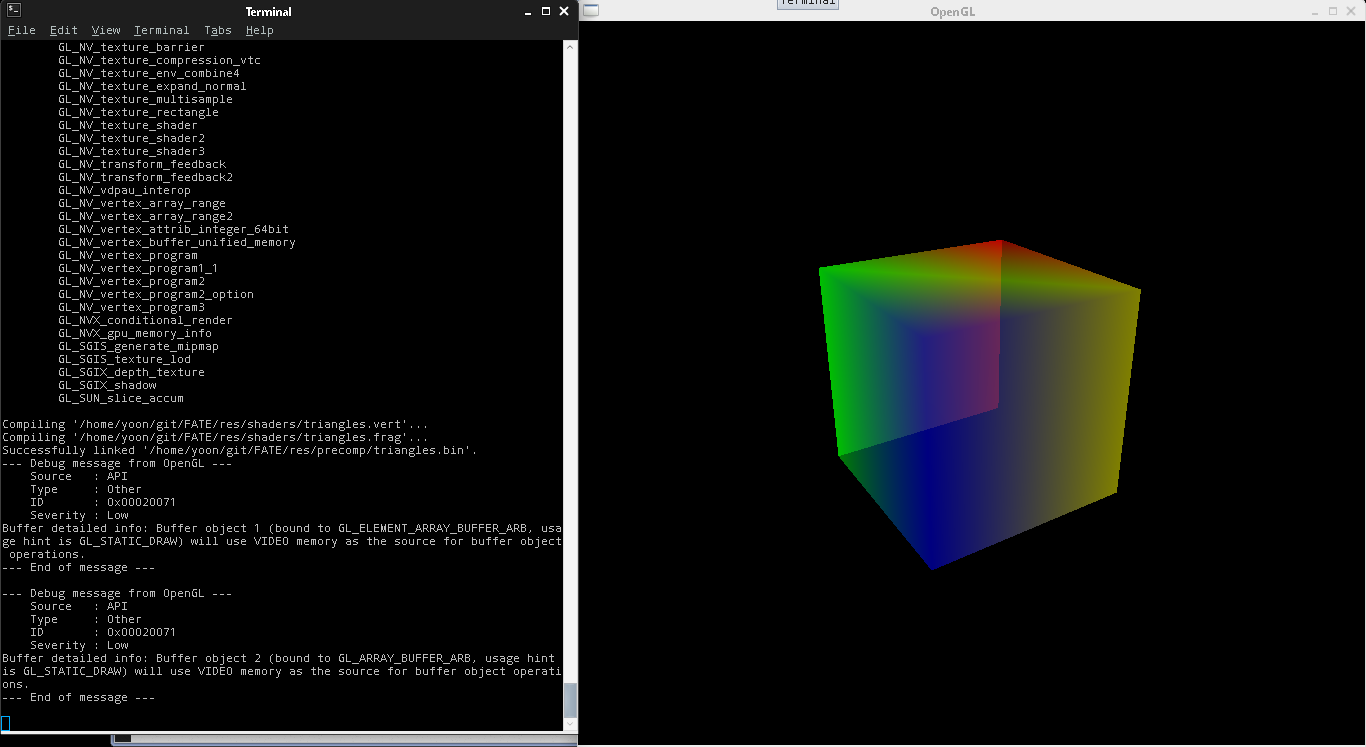 Terminal
File Edit View Terminal Tabs Help
GL_NV_texture_barrier
GL_NV_texture_compression_vtc
GL_NV_texture_env_combine4
GL_NV_texture_expand_normal
GL_NV_texture_multisample
GL_NV_texture_rectangle
GL_NV_texture_shader
GL_NV_texture_shader2
GL_NV_texture_shader3
GL_NV_transform_feedback
GL_NV_transform_feedback2
GL_NV_vdpau_interop
GL_NV_vertex_array_range
GL_NV_vertex_array_range2
GL_NV_vertex_attrib_integer_64bit
GL_NV_vertex_buffer_unified_memory
GL_NV_vertex_program
GL_NV_vertex_program1_1
GL_NV_vertex_program2
GL_NV_vertex_program2_option
GL_NV_vertex_program3
GL_NVX_conditional_render
GL_NVX_gpu_memory_info
GL_SGIS_generate_mipmap
GL_SGIS_texture_lod
GL_SGIX_depth_texture
GL_SGIX_shadow
GL_SUN_slice_accum
Compiling '/home/yoon/git/FATE/res/shaders/triangles.vert'...
Compiling '/home/yoon/git/FATE/res/shaders/triangles.frag'...
Successfully linked '/home/yoon/git/FATE/res/precomp/triangles.bin'.
--- Debug message from OpenGL ---
Source : API
Type : Other
ID : 0x00020071
Severity : Low
Buffer detailed info: Buffer object 1 (bound to GL_ELEMENT_ARRAY_BUFFER_ARB, usa
ge hint is GL_STATIC_DRAW) will use VIDEO memory as the source for buffer object
operations.
--- End of message ---
--- Debug message from OpenGL ---
Source : API
Type : Other
ID : 0x00020071
Severity : Low
Buffer detailed info: Buffer object 2 (bound to GL_ARRAY_BUFFER_ARB, usage hint
is GL_STATIC_DRAW) will use VIDEO memory as the source for buffer object operati
ons.
--- End of message ---
Terminal
OpenGL